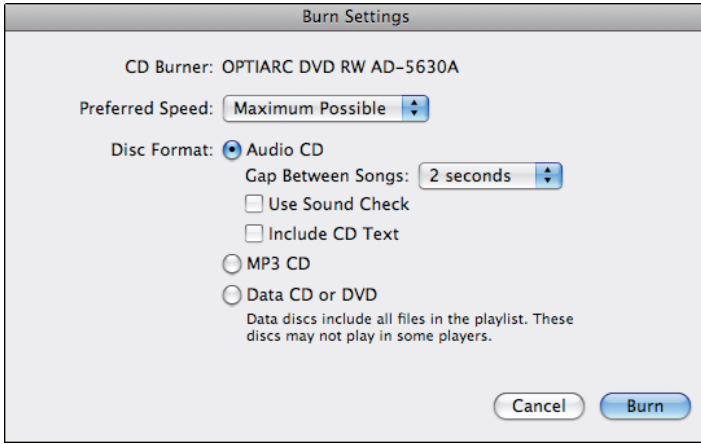 Burn Settings
CD Burner: OPTIARC DVD RW AD-5630A
Preferred Speed: Maximum Possible
Disc Format: Audio CD
Gap Between Songs: 2 seconds
Use Sound Check
Include CD Text
MP3 CD
Data CD or DVD
Data discs include all files in the playlist. These
discs may not play in some players.
Cancel Burn